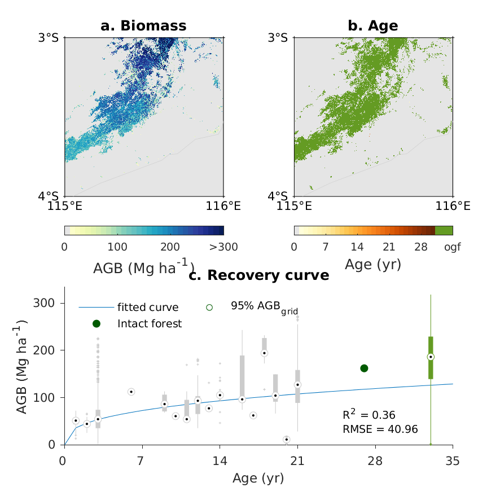 a. Biomass
b. Age
3°S
3°S
4°S
4°S
115°E
116°E
115°E
116°E
0 100 200 >300
0 7 14 21 28 ogf
AGB (Mg ha⁻¹)
Age (yr)
c. Recovery curve
fitted curve
95% AGB_grid
Intact forest
300
200
100
0
AGB (Mg ha⁻¹)
R² = 0.36
RMSE = 40.96
0 7 14 21 28 35
Age (yr)